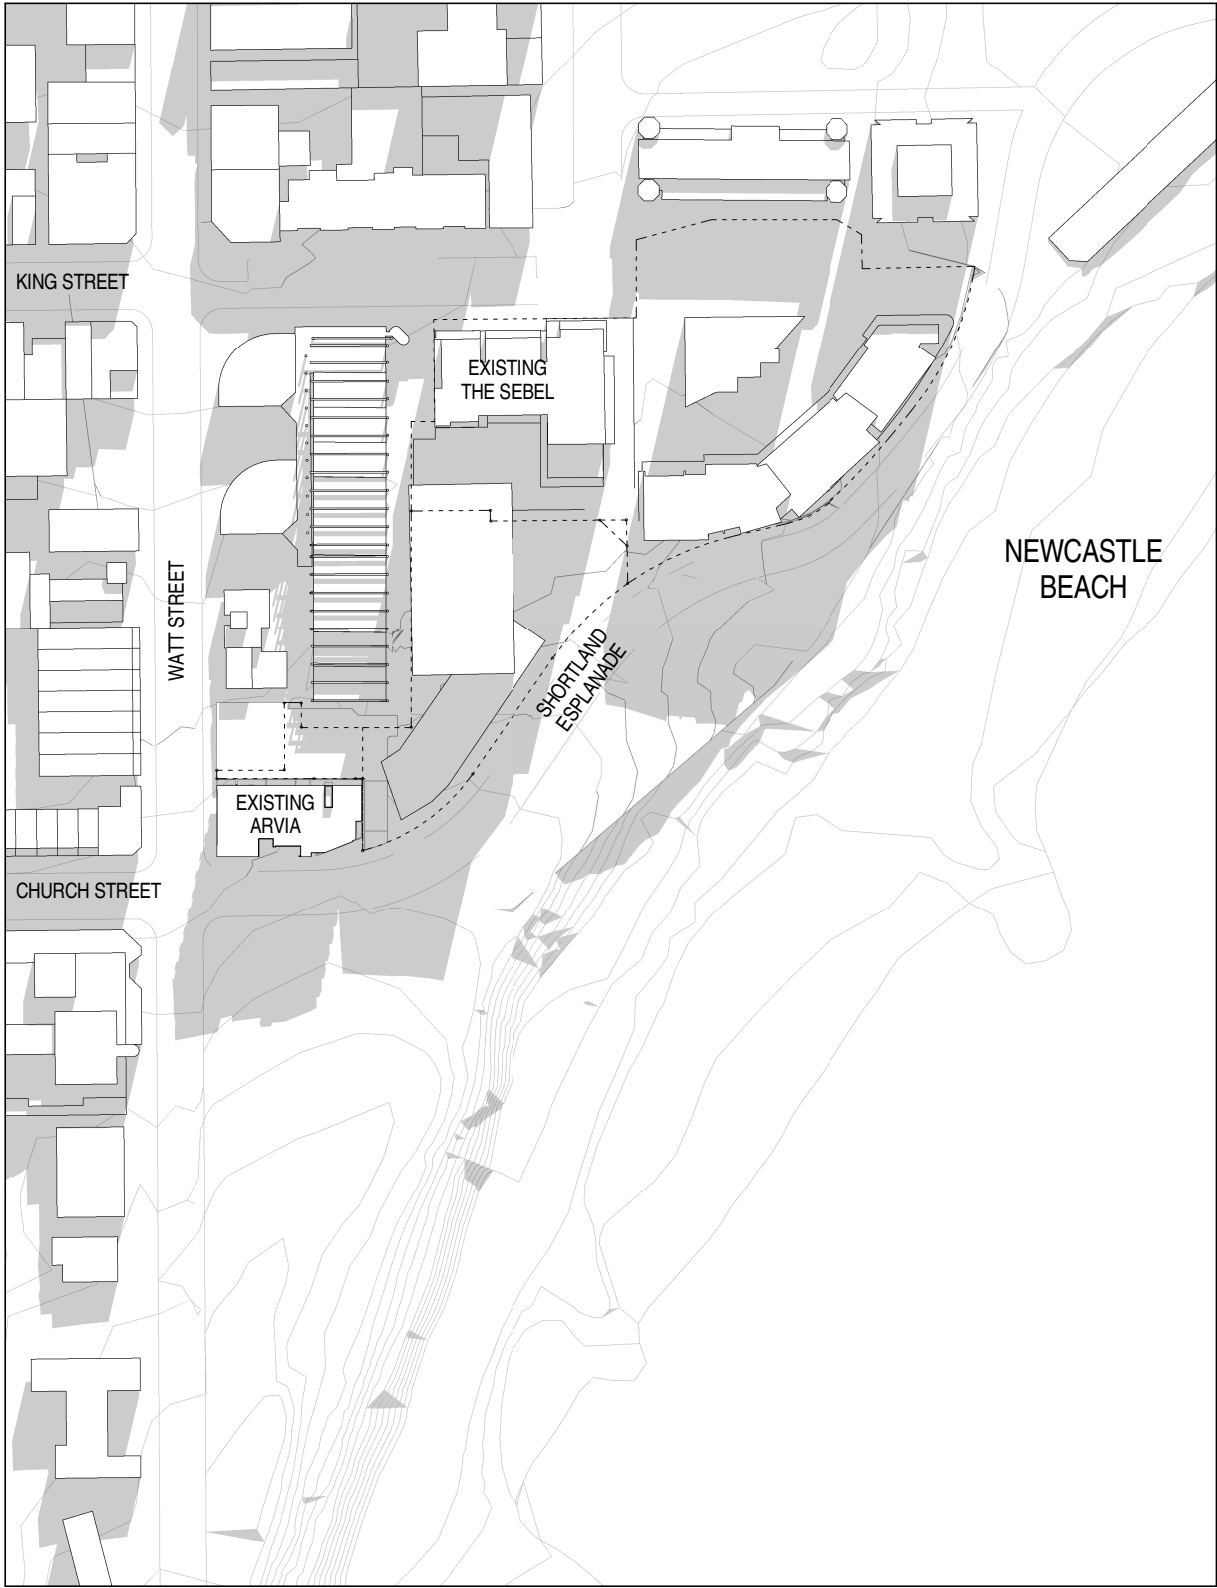 KING STREET
EXISTING
THE SEBEL
NEWCASTLE
BEACH
WATT STREET
SHORTLAND
ESPLANADE
EXISTING
ARVIA
CHURCH STREET